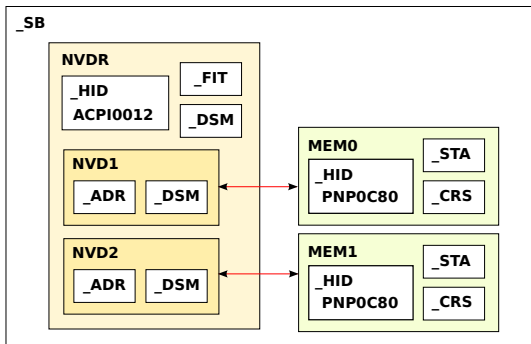 _SB
NVDR
_HID
ACPI0012
_FIT
_DSM
NVD1
_ADR
_DSM
NVD2
_ADR
_DSM
MEM0
_HID
PNP0C80
_STA
_CRS
MEM1
_HID
PNP0C80
_STA
_CRS